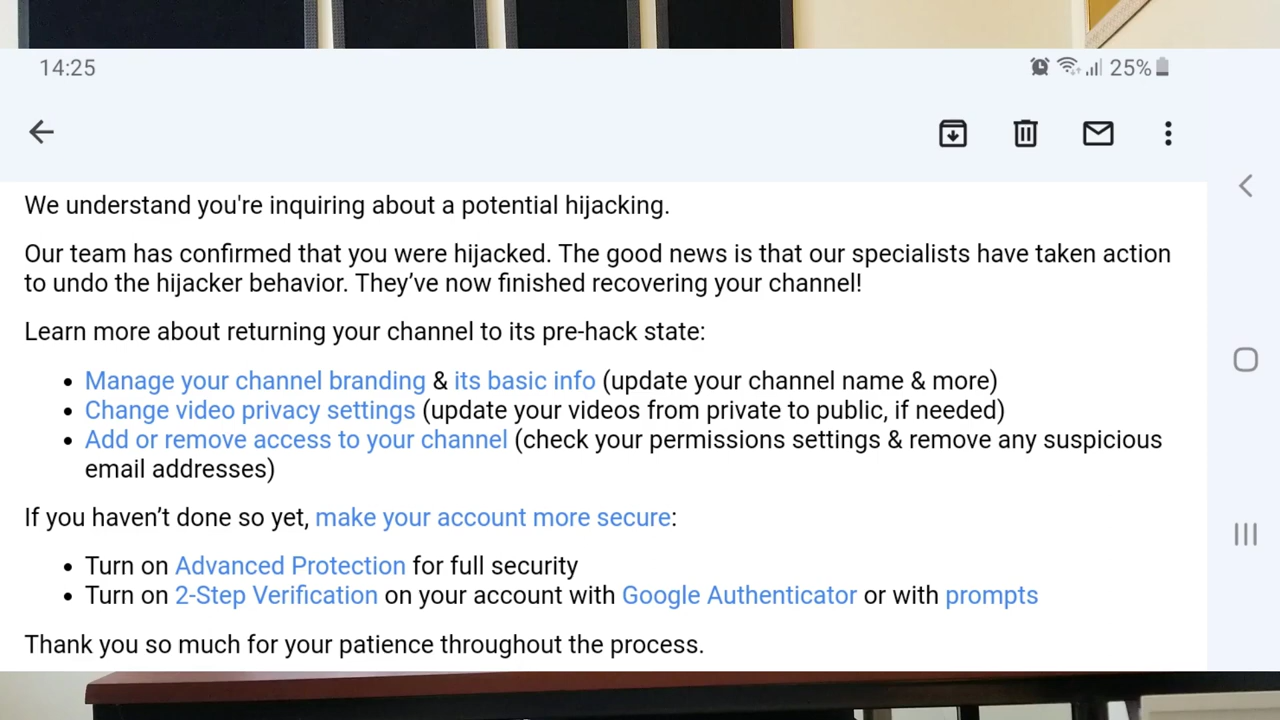 14:25
25%
We understand you're inquiring about a potential hijacking.
Our team has confirmed that you were hijacked. The good news is that our specialists have taken action
to undo the hijacker behavior. They’ve now finished recovering your channel!
Learn more about returning your channel to its pre-hack state:
• Manage your channel branding & its basic info (update your channel name & more)
• Change video privacy settings (update your videos from private to public, if needed)
• Add or remove access to your channel (check your permissions settings & remove any suspicious
email addresses)
If you haven’t done so yet, make your account more secure:
• Turn on Advanced Protection for full security
• Turn on 2-Step Verification on your account with Google Authenticator or with prompts
Thank you so much for your patience throughout the process.